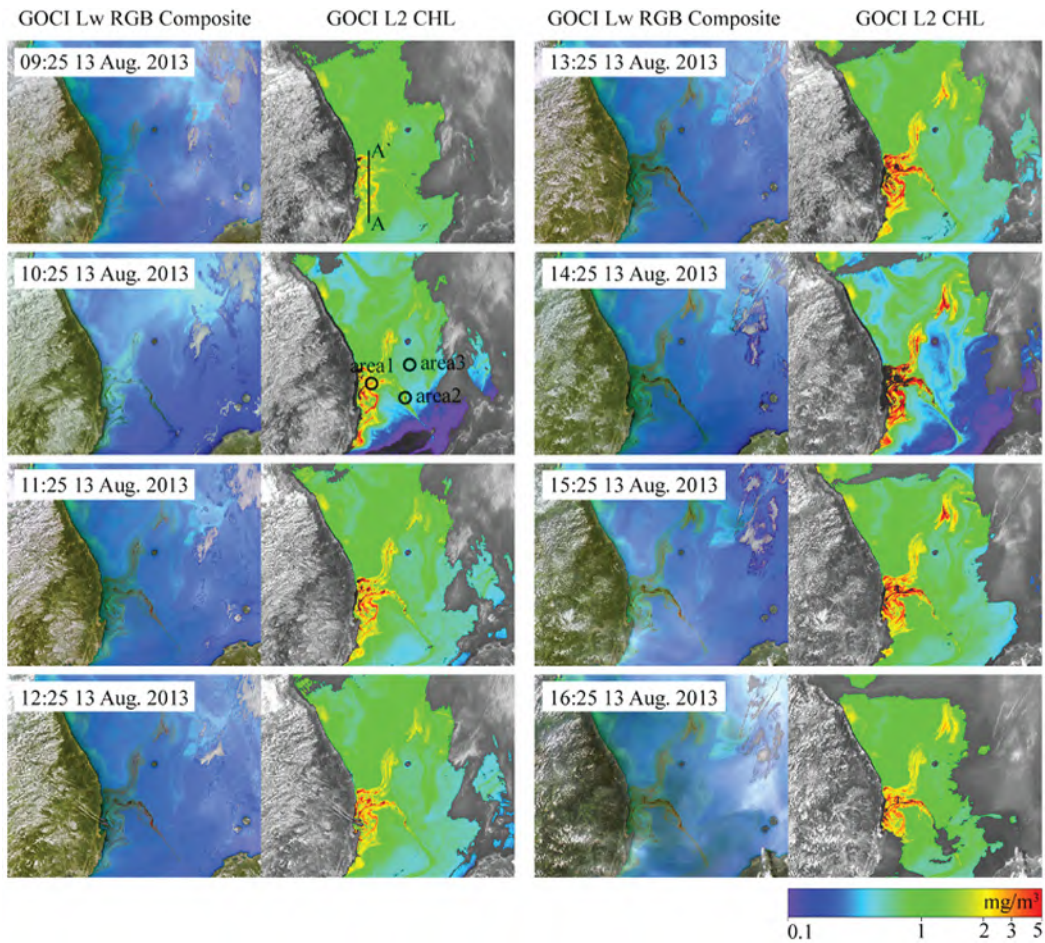 GOCI Lw RGB Composite GOCI L2 CHL GOCI Lw RGB Composite GOCI L2 CHL
09:25 13 Aug. 2013
A`
A
13:25 13 Aug. 2013
10:25 13 Aug. 2013
area1
area3
area2
14:25 13 Aug. 2013
11:25 13 Aug. 2013
15:25 13 Aug. 2013
12:25 13 Aug. 2013
16:25 13 Aug. 2013
mg/m³
0.1 1 2 3 5